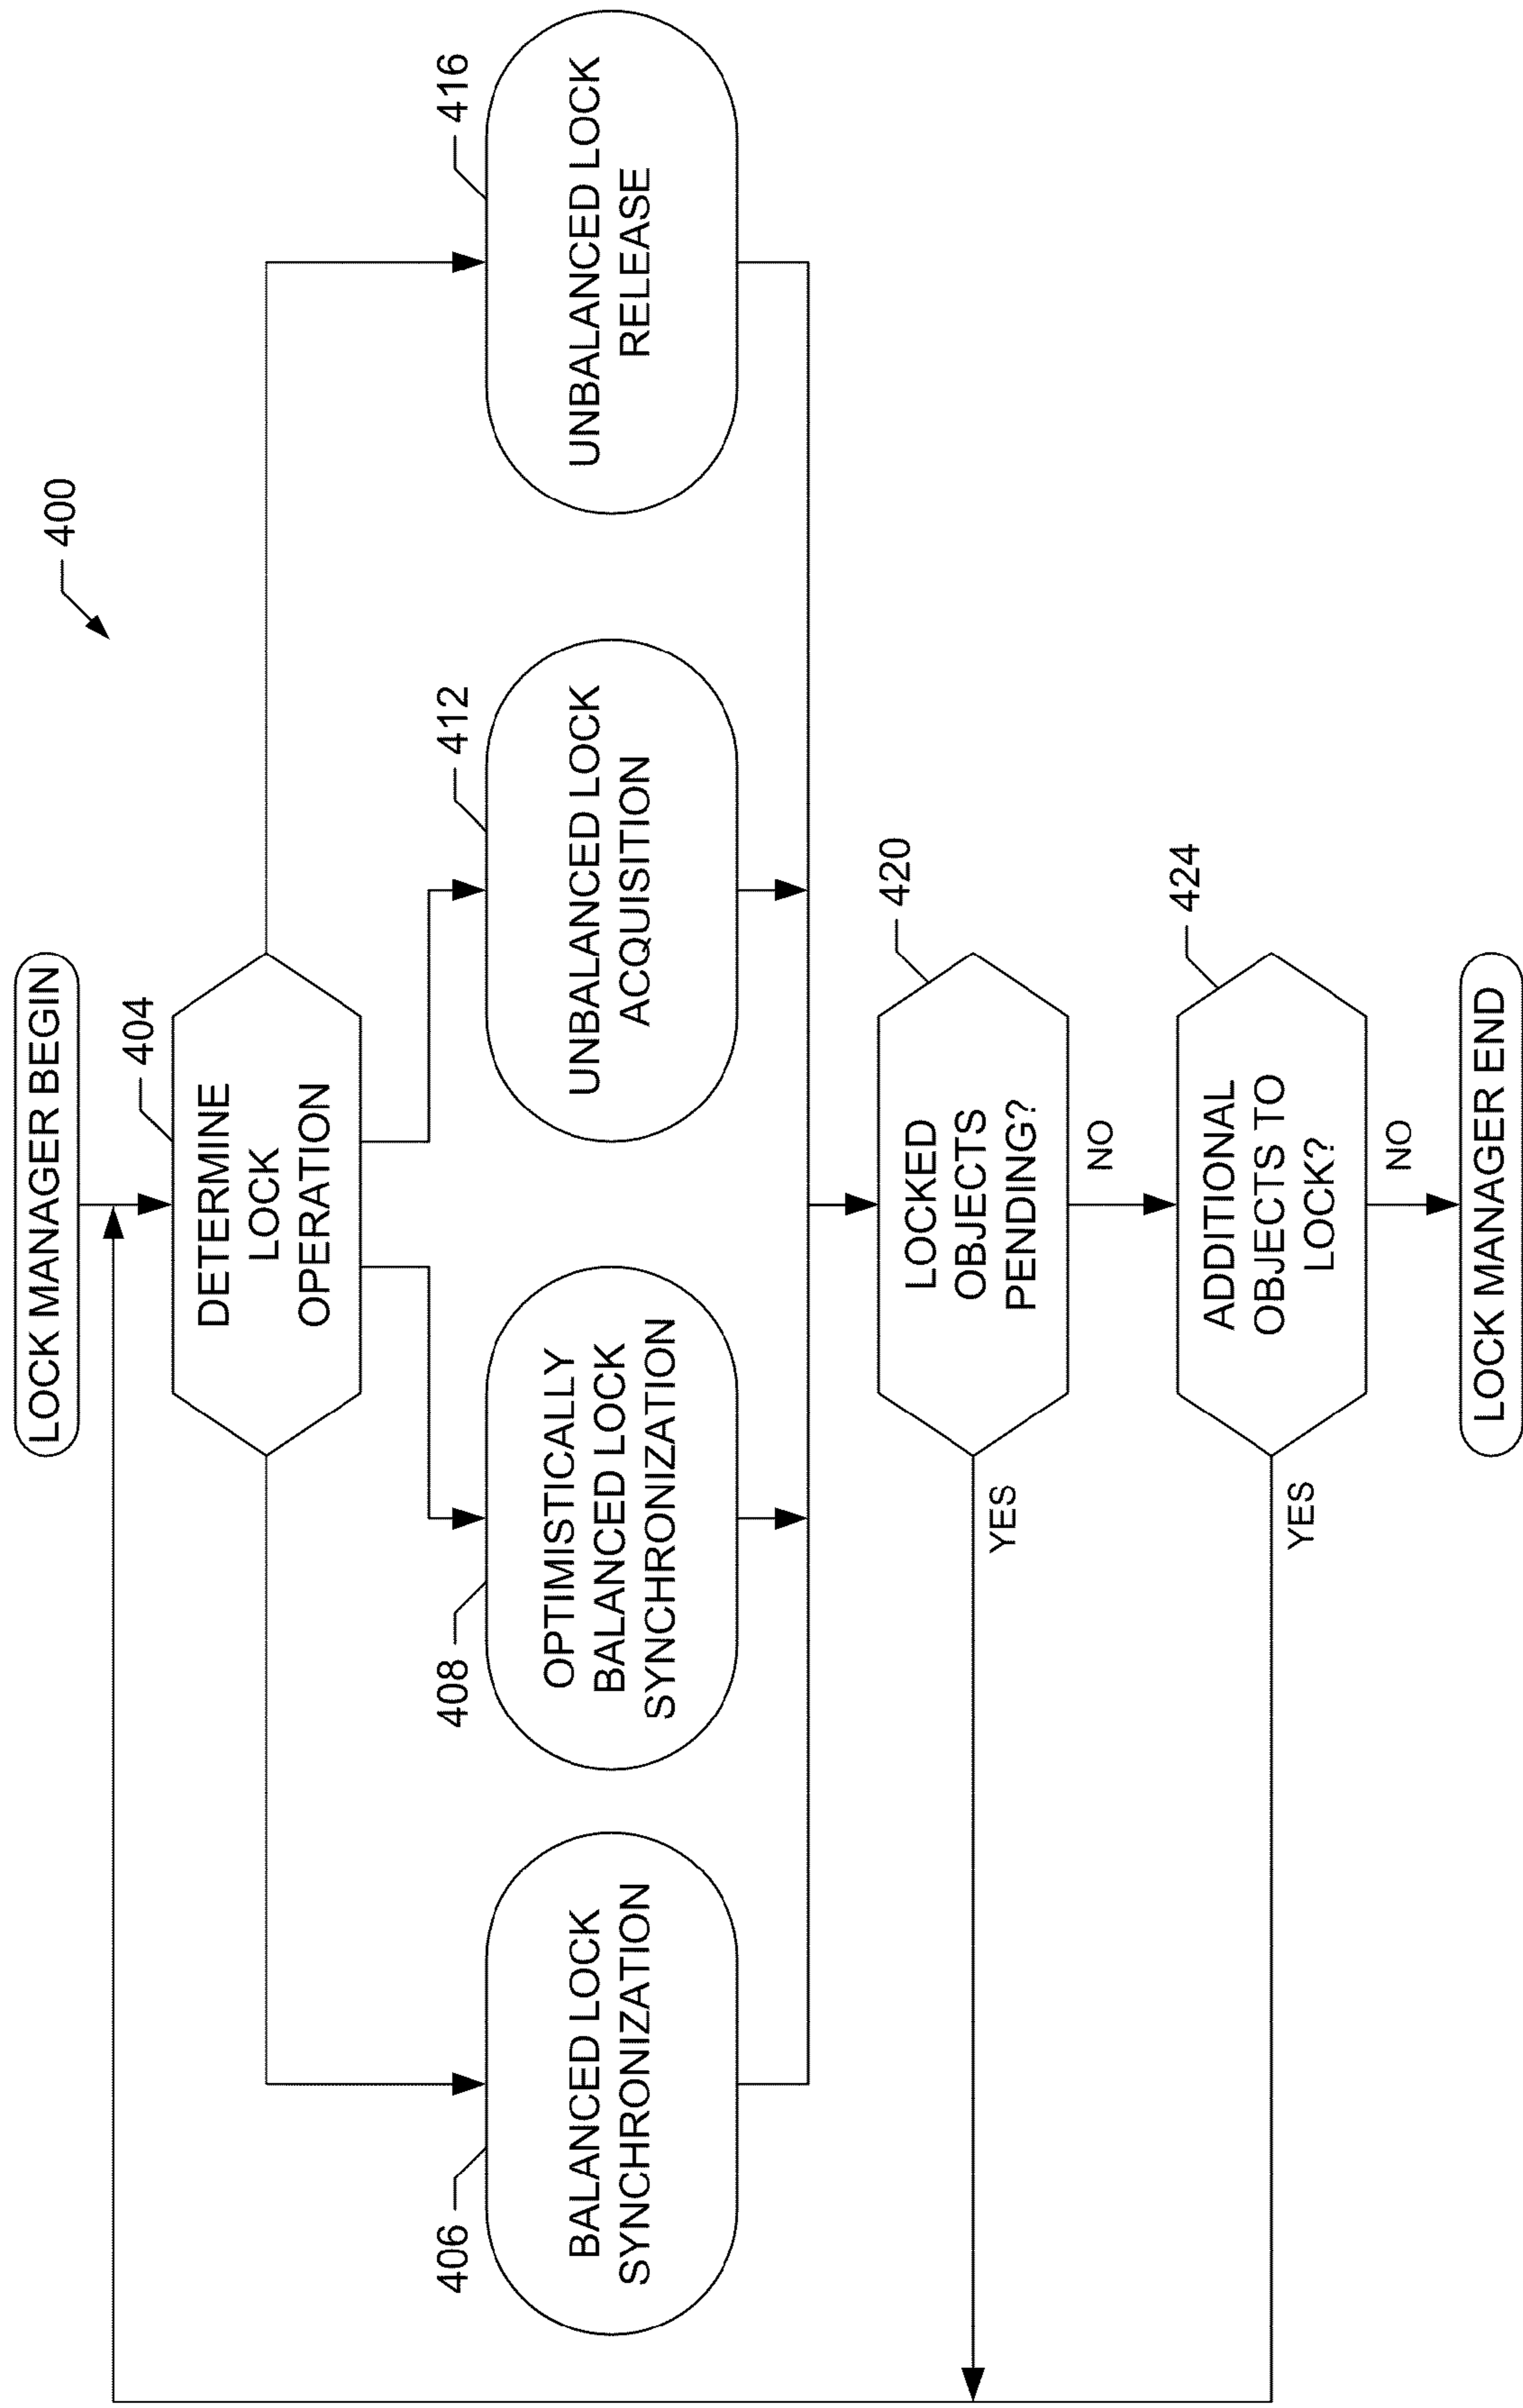 400
LOCK MANAGER BEGIN
404
DETERMINE
LOCK
OPERATION
406
BALANCED LOCK
SYNCHRONIZATION
408
OPTIMISTICALLY
BALANCED LOCK
SYNCHRONIZATION
412
UNBALANCED LOCK
ACQUISITION
416
UNBALANCED LOCK
RELEASE
420
LOCKED
OBJECTS
PENDING?
YES
NO
424
ADDITIONAL
OBJECTS TO
LOCK?
YES
NO
LOCK MANAGER END